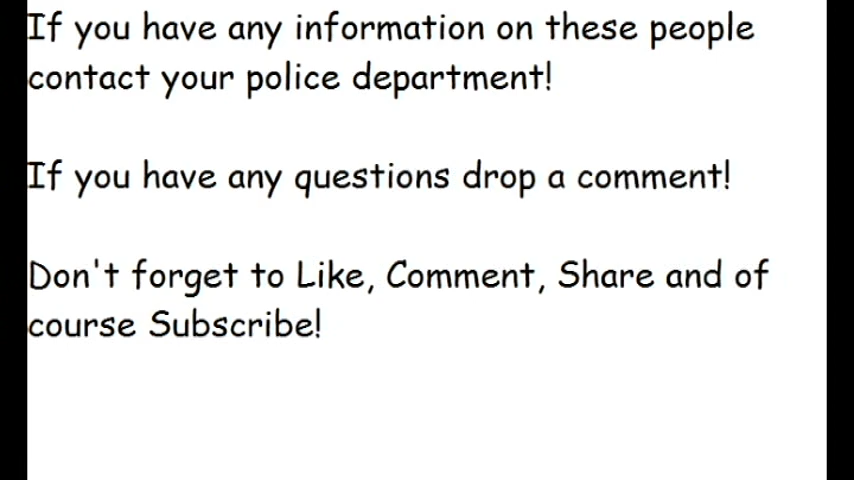 If you have any information on these people
contact your police department!
If you have any questions drop a comment!
Don't forget to Like, Comment, Share and of
course Subscribe!